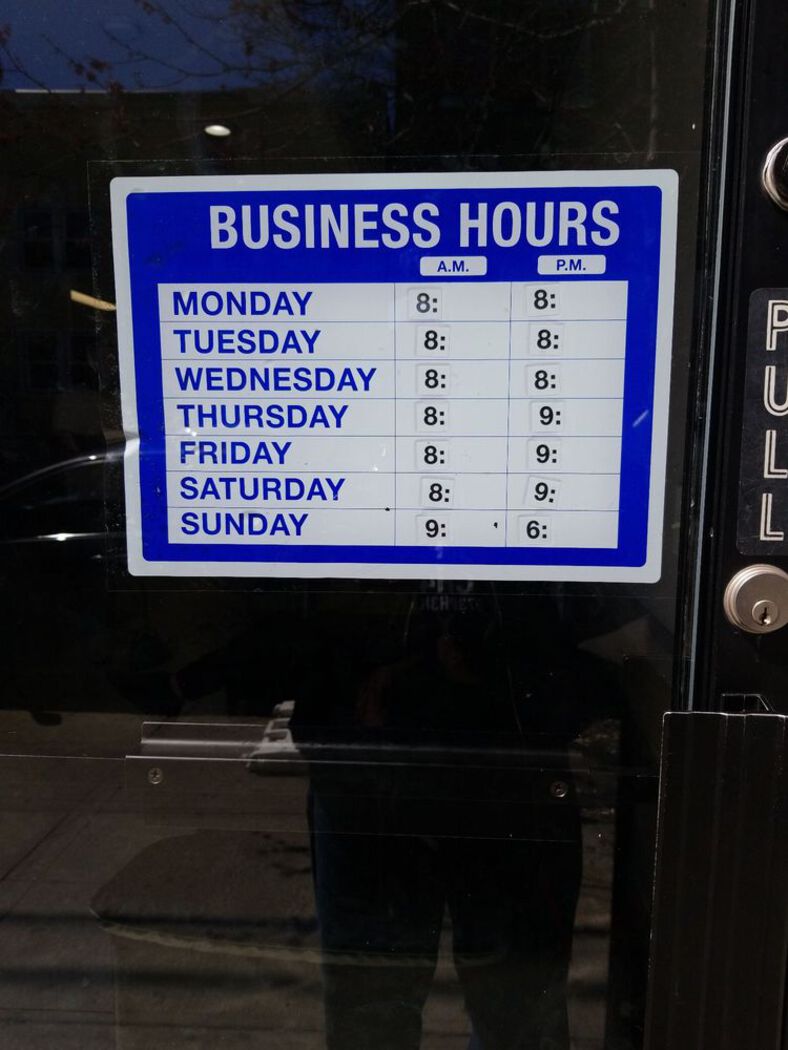 BUSINESS HOURS
A.M. P.M.
MONDAY 8: 8:
TUESDAY 8: 8:
WEDNESDAY 8: 8:
THURSDAY 8: 9:
FRIDAY 8: 9:
SATURDAY 8: 9:
SUNDAY 9: 6:
PULL